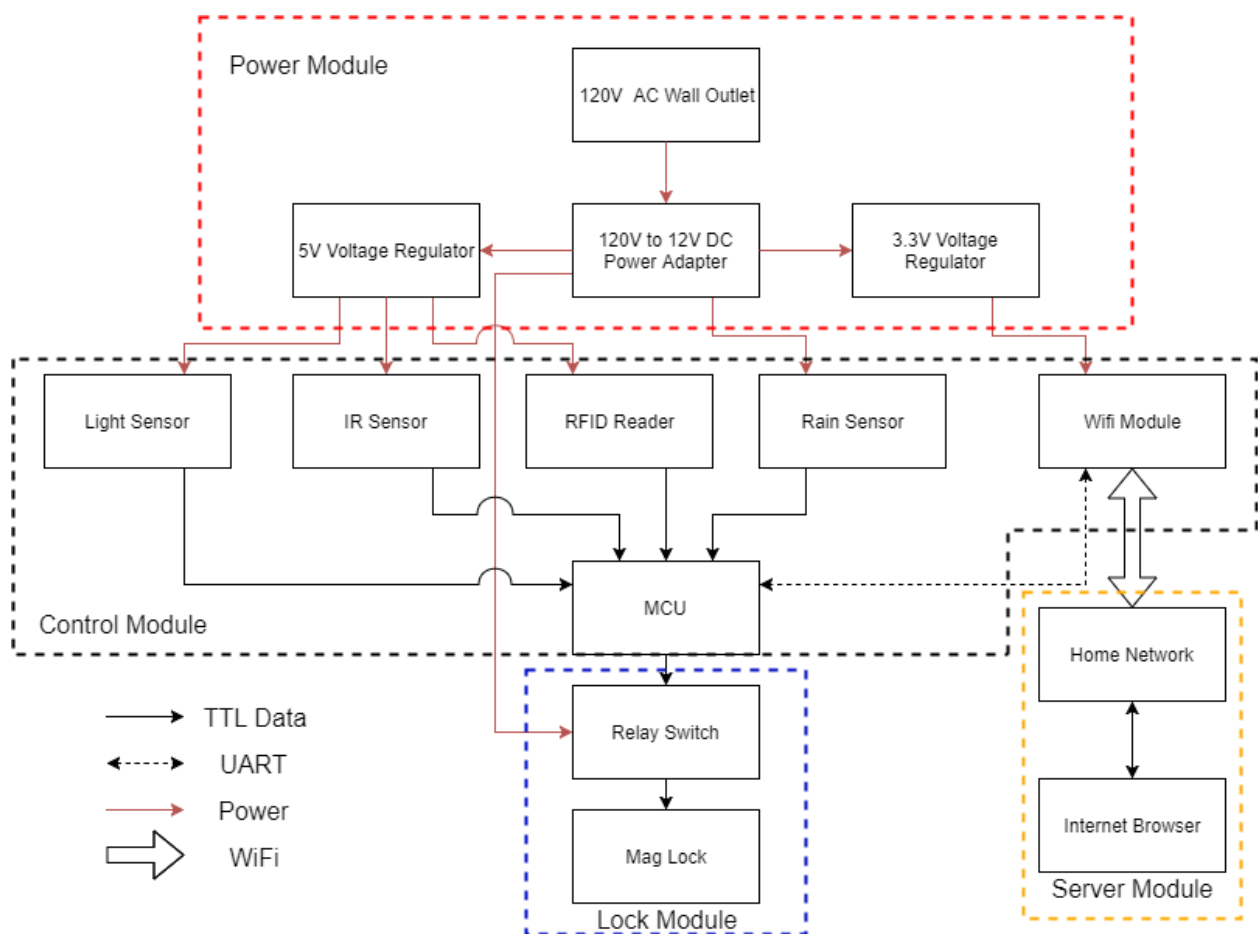 Power Module
120V  AC Wall Outlet
5V Voltage Regulator
120V to 12V DC
Power Adapter
3.3V Voltage
Regulator
Light Sensor
IR Sensor
RFID Reader
Rain Sensor
Wifi Module
MCU
Control Module
Home Network
TTL Data
Relay Switch
UART
Power
Internet Browser
WiFi
Mag Lock
Server Module
Lock Module